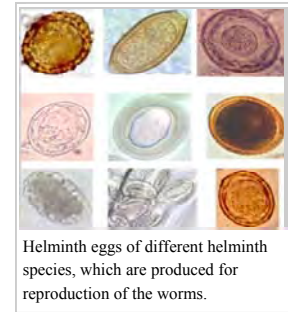 Helminth eggs of different helminth
species, which are produced for
reproduction of the worms.